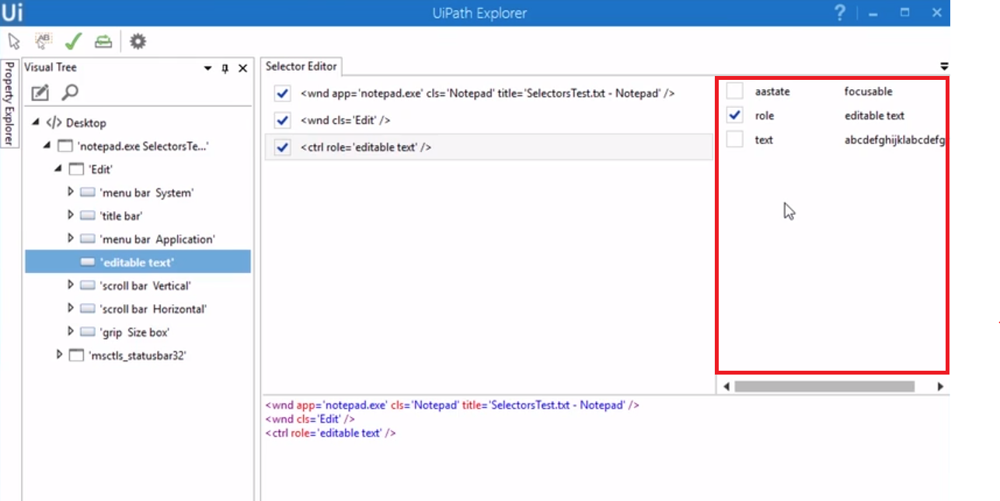 Ui
UiPath Explorer
?
AB
Property Explorer
Visual Tree
</> Desktop
'notepad.exe SelectorsTe...'
'Edit'
'menu bar System'
'title bar'
'menu bar Application'
'editable text'
'scroll bar Vertical'
'scroll bar Horizontal'
'grip Size box'
'msctls_statusbar32'
Selector Editor
<wnd app='notepad.exe' cls='Notepad' title='SelectorsTest.txt - Notepad' />
<wnd cls='Edit' />
<ctrl role='editable text' />
aastate focusable
role editable text
text abcdefghijklabcdefg
<wnd app='notepad.exe' cls='Notepad' title='SelectorsTest.txt - Notepad' />
<wnd cls='Edit' />
<ctrl role='editable text' />